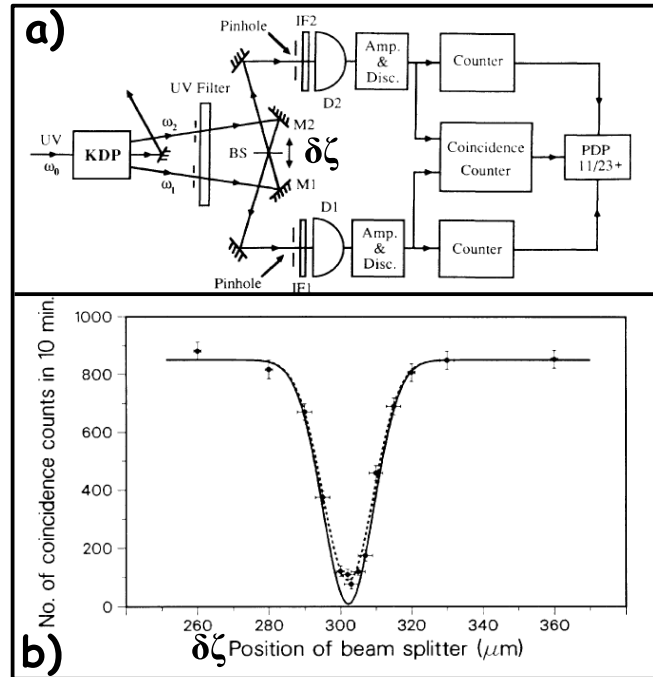 a)
Pinhole
IF2
D2
Amp.
&
Disc.
Counter
UV Filter
UV
ω₀
KDP
ω₂
ω₁
BS
M2
δζ
M1
Coincidence
Counter
PDP
11/23+
D1
Pinhole
IF1
Amp.
&
Disc.
Counter
b)
No. of coincidence counts in 10 min.
1000
800
600
400
200
0
260
280
300
320
340
360
δζ Position of beam splitter (μm)